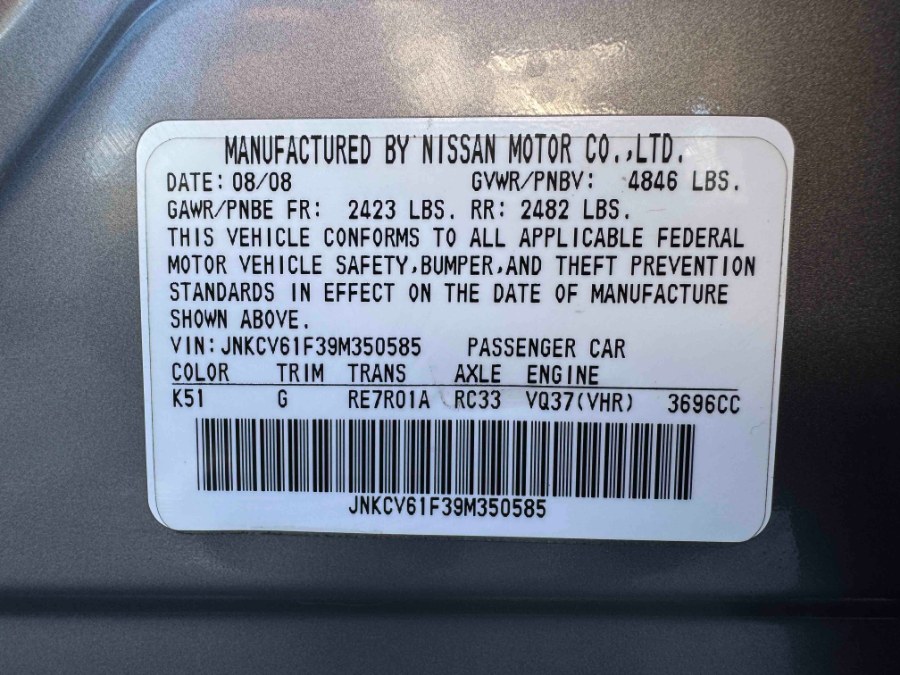 MANUFACTURED BY NISSAN MOTOR CO.,LTD.
DATE: 08/08 GVWR/PNBV: 4846 LBS.
GAWR/PNBE FR: 2423 LBS. RR: 2482 LBS.
THIS VEHICLE CONFORMS TO ALL APPLICABLE FEDERAL
MOTOR VEHICLE SAFETY,BUMPER,AND THEFT PREVENTION
STANDARDS IN EFFECT ON THE DATE OF MANUFACTURE
SHOWN ABOVE.
VIN: JNKCV61F39M350585 PASSENGER CAR
COLOR TRIM TRANS AXLE ENGINE
K51 G RE7R01A RC33 VQ37(VHR) 3696CC
JNKCV61F39M350585